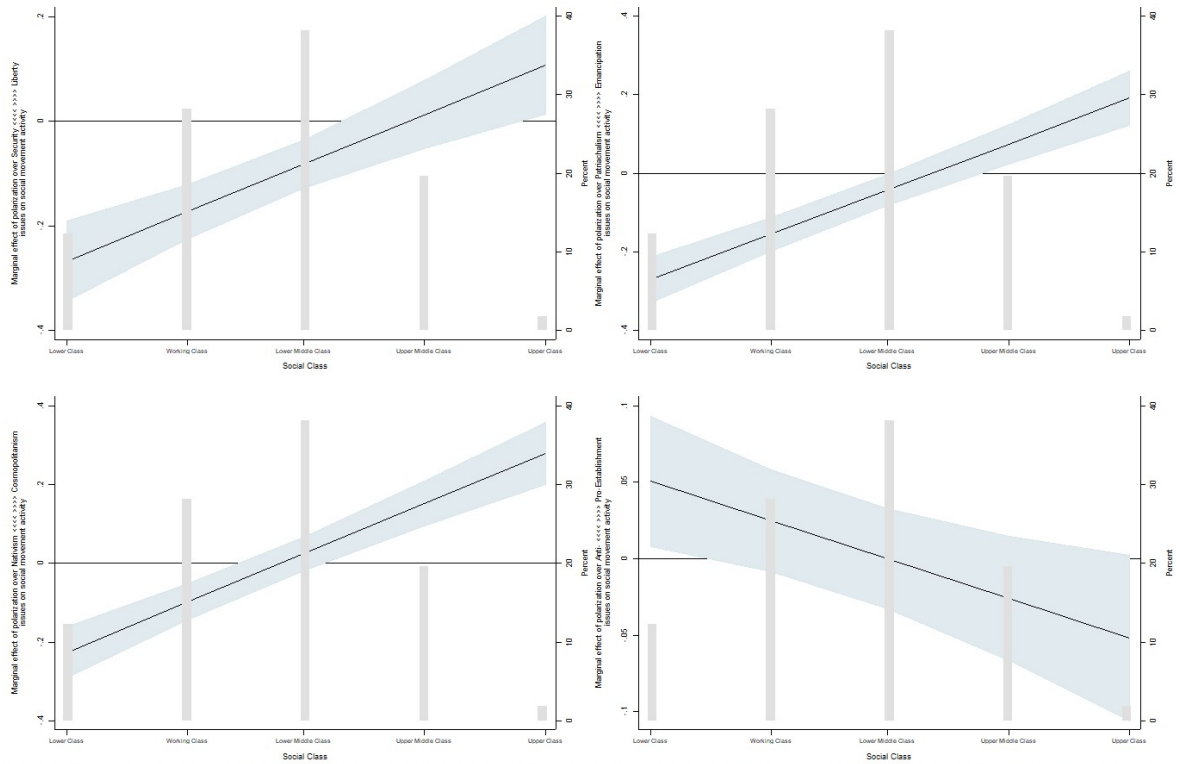 Marginal effect of polarization over Security <<<< >>>> Liberty
issues on social movement activity
.2
0
-.2
-.4
40
30
20
10
0
Percent
Lower Class
Working Class
Lower Middle Class
Upper Middle Class
Upper Class
Social Class
Marginal effect of polarization over Patriachalism <<<< >>>> Emancipation
issues on social movement activity
.4
.2
0
-.2
-.4
40
30
20
10
0
Percent
Lower Class
Working Class
Lower Middle Class
Upper Middle Class
Upper Class
Social Class
Marginal effect of polarization over Nativism <<<< >>>> Cosmopolitanism
issues on social movement activity
.4
.2
0
-.2
-.4
40
30
20
10
0
Percent
Lower Class
Working Class
Lower Middle Class
Upper Middle Class
Upper Class
Social Class
Marginal effect of polarization over Anti- <<<< >>>> Pro-Establishment
issues on social movement activity
.1
.05
0
-.05
-.1
40
30
20
10
0
Percent
Lower Class
Working Class
Lower Middle Class
Upper Middle Class
Upper Class
Social Class